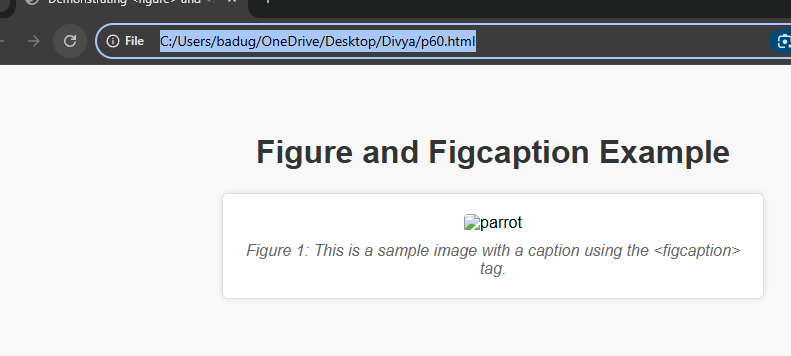 Demonstrating <figure> and
File C:/Users/badug/OneDrive/Desktop/Divya/p60.html
Figure and Figcaption Example
parrot
Figure 1: This is a sample image with a caption using the <figcaption>
tag.